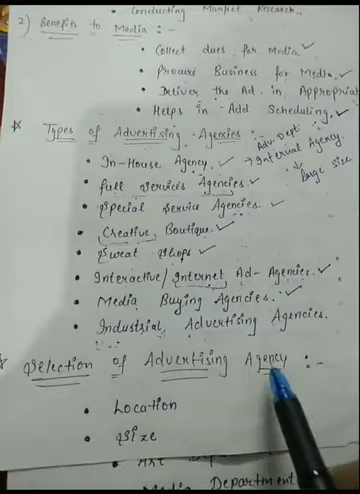 • Conducting Market Research.
2) Benefits to Media :-
• Collect dues for Media ✓
• Procure Business for Media. ✓
• Deliver the Ad. in Appropriat
• Helps in Add Scheduling. ✓
Types of Advertising Agencies
Adv. Dept
• In-House Agency. ✓ → Internal Agency.
↓ Large Size
• Full Services Agencies. ✓
• Special Service Agencies. ✓
• Creative Boutique. ✓
• Sweat Shops ✓
• Interactive/Internet Ad-Agencies. ✓
• Media Buying Agencies. ✓
• Industrial Advertising Agencies.
Selection of Advertising Agency :-
• Location
• Size
Media Department